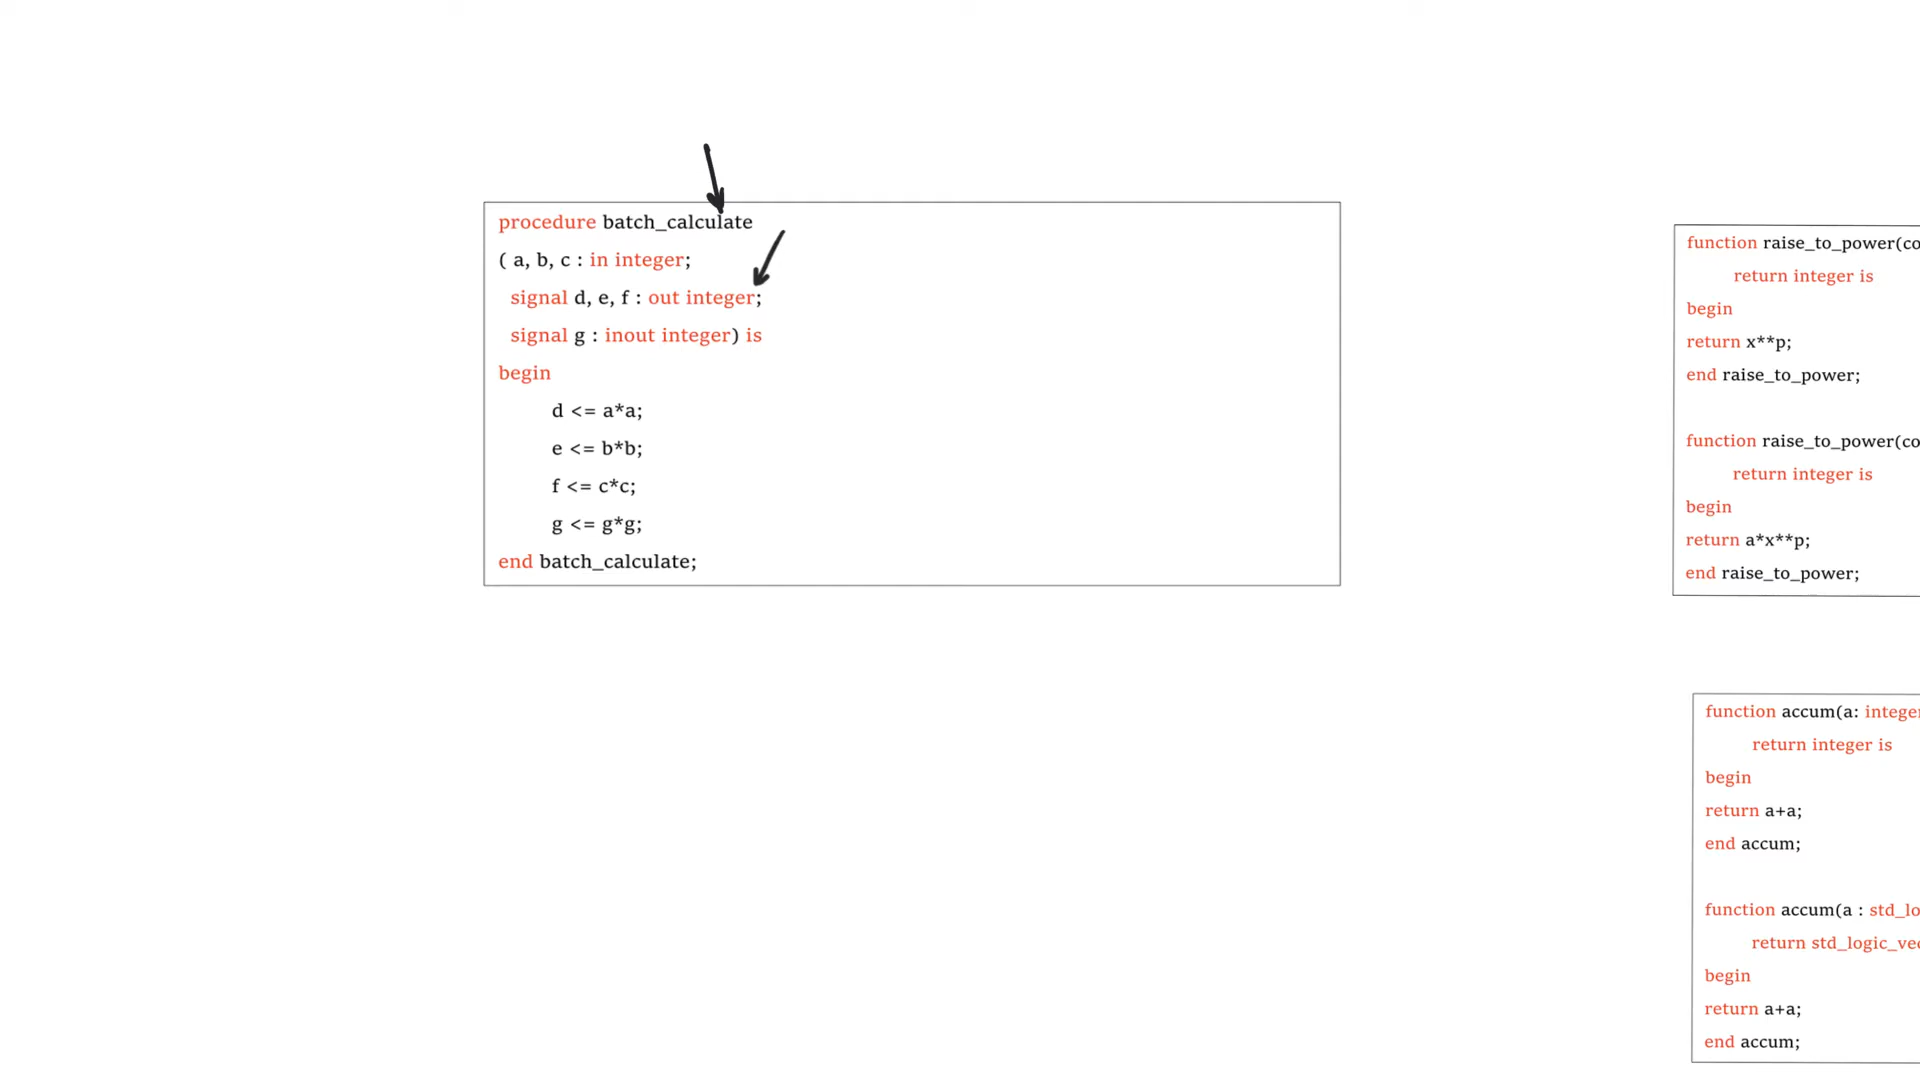 procedure batch_calculate
( a, b, c : in integer;
signal d, e, f : out integer;
signal g : inout integer) is
begin
d <= a*a;
e <= b*b;
f <= c*c;
g <= g*g;
end batch_calculate;
function raise_to_power(co
return integer is
begin
return x**p;
end raise_to_power;
function raise_to_power(co
return integer is
begin
return a*x**p;
end raise_to_power;
function accum(a: intege
return integer is
begin
return a+a;
end accum;
function accum(a : std_lo
return std_logic_ve
begin
return a+a;
end accum;